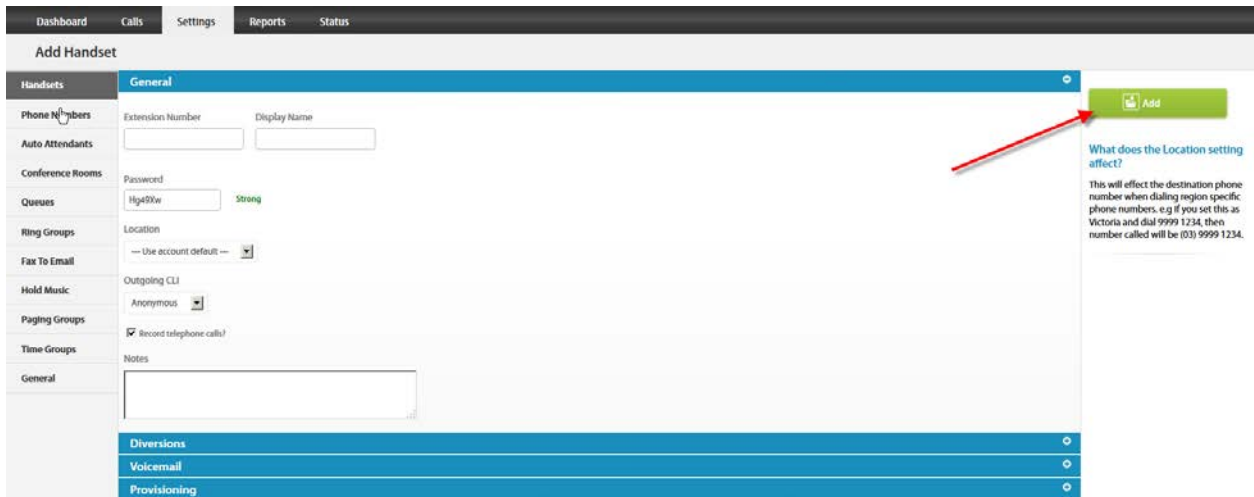 Dashboard Calls Settings Reports Status
Add Handset
Handsets
Phone Numbers
Auto Attendants
Conference Rooms
Queues
Ring Groups
Fax To Email
Hold Music
Paging Groups
Time Groups
General
General
Extension Number Display Name
Password
Hg49Xw Strong
Location
--- Use account default ---
Outgoing CLI
Anonymous
Record telephone calls?
Notes
Diversions
Voicemail
Provisioning
Add
What does the Location setting
affect?
This will effect the destination phone
number when dialing region specific
phone numbers. e.g if you set this as
Victoria and dial 9999 1234, then
number called will be (03) 9999 1234.